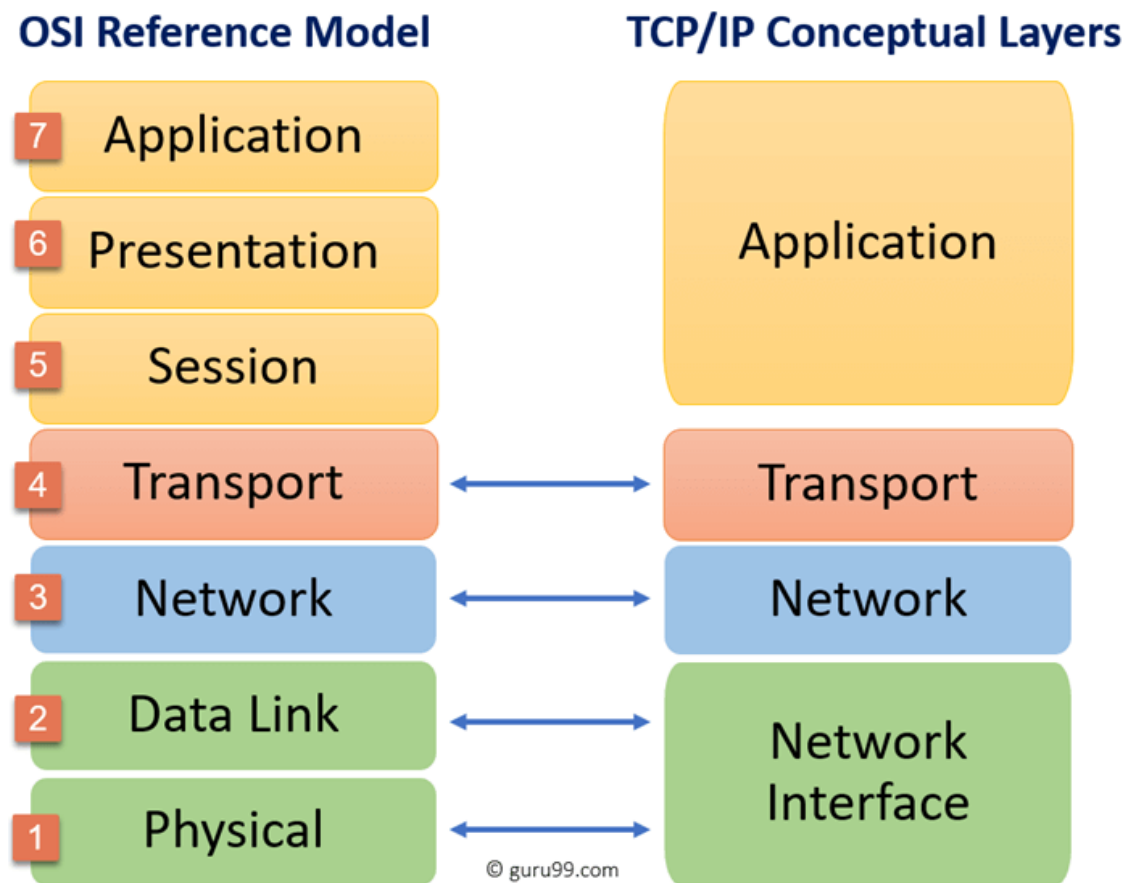 OSI Reference Model
TCP/IP Conceptual Layers
7
Application
6
Presentation
5
Session
Application
4
Transport
Transport
3
Network
Network
2
Data Link
1
Physical
Network
Interface
© guru99.com